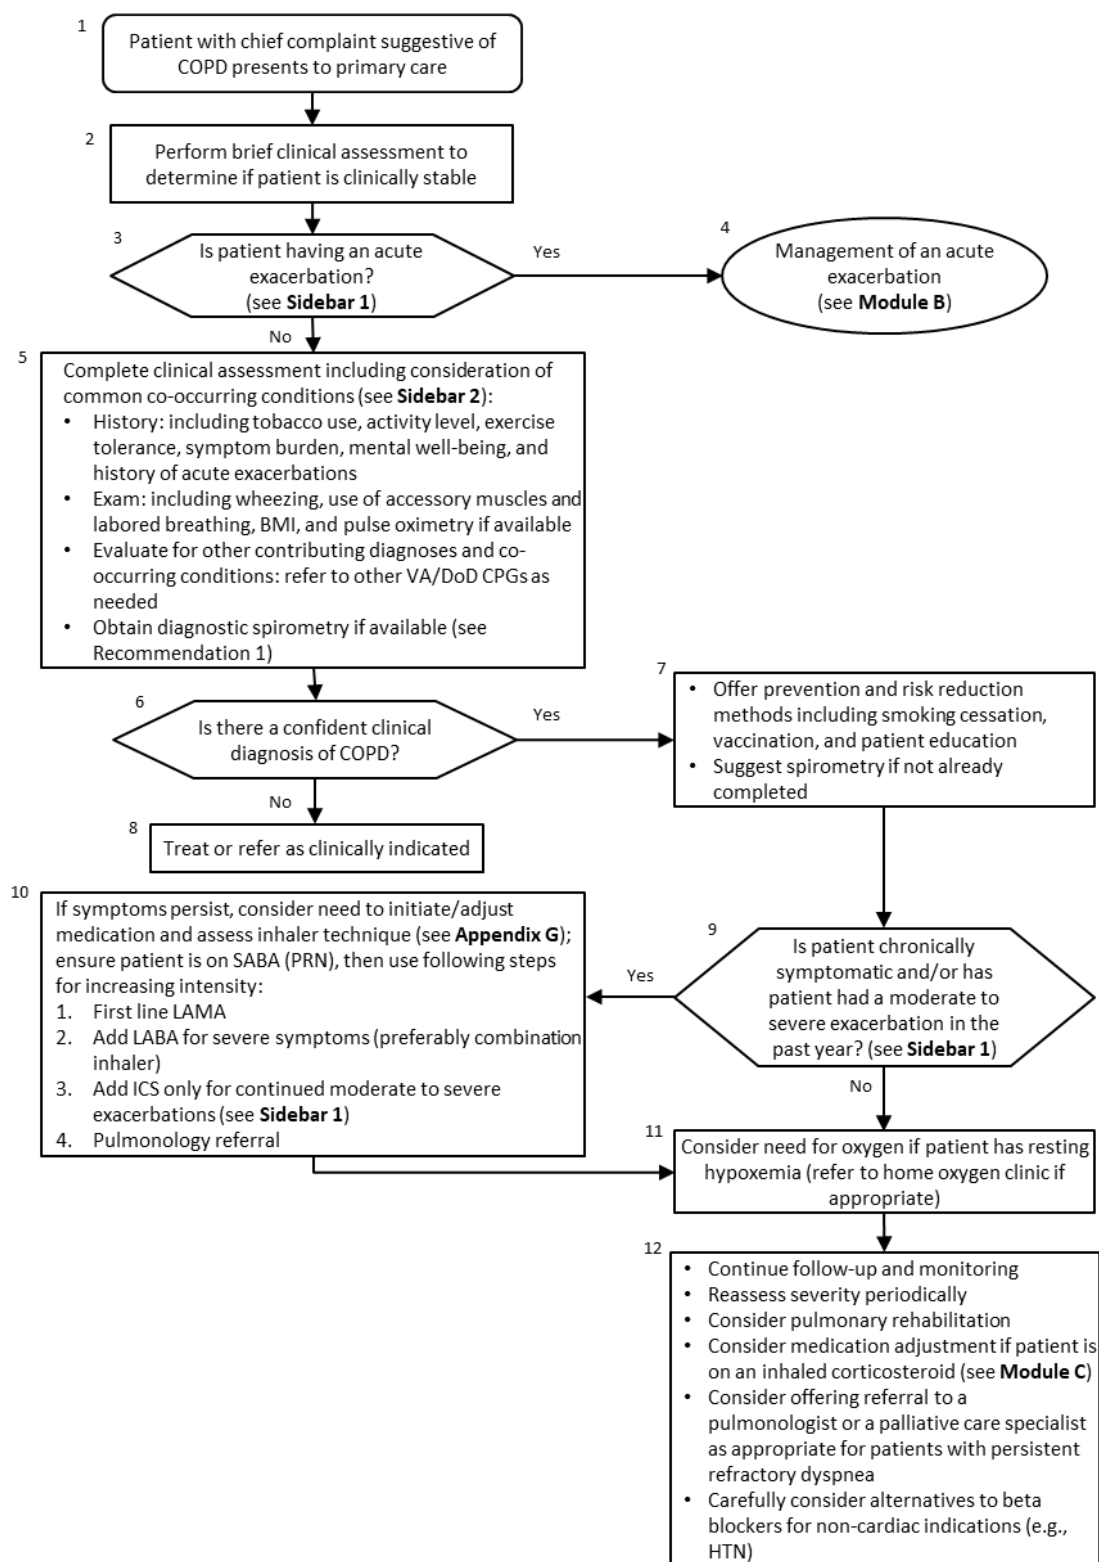 1
Patient with chief complaint suggestive of
COPD presents to primary care
2
Perform brief clinical assessment to
determine if patient is clinically stable
3
Is patient having an acute
exacerbation?
(see Sidebar 1)
Yes
4
Management of an acute
exacerbation
(see Module B)
No
5
Complete clinical assessment including consideration of
common co-occurring conditions (see Sidebar 2):
• History: including tobacco use, activity level, exercise
tolerance, symptom burden, mental well-being, and
history of acute exacerbations
• Exam: including wheezing, use of accessory muscles and
labored breathing, BMI, and pulse oximetry if available
• Evaluate for other contributing diagnoses and co-
occurring conditions: refer to other VA/DoD CPGs as
needed
• Obtain diagnostic spirometry if available (see
Recommendation 1)
6
Is there a confident clinical
diagnosis of COPD?
Yes
7
• Offer prevention and risk reduction
methods including smoking cessation,
vaccination, and patient education
• Suggest spirometry if not already
completed
No
8
Treat or refer as clinically indicated
9
Is patient chronically
symptomatic and/or has
patient had a moderate to
severe exacerbation in the
past year? (see Sidebar 1)
Yes
10
If symptoms persist, consider need to initiate/adjust
medication and assess inhaler technique (see Appendix G);
ensure patient is on SABA (PRN), then use following steps
for increasing intensity:
1. First line LAMA
2. Add LABA for severe symptoms (preferably combination
inhaler)
3. Add ICS only for continued moderate to severe
exacerbations (see Sidebar 1)
4. Pulmonology referral
No
11
Consider need for oxygen if patient has resting
hypoxemia (refer to home oxygen clinic if
appropriate)
12
• Continue follow-up and monitoring
• Reassess severity periodically
• Consider pulmonary rehabilitation
• Consider medication adjustment if patient is
on an inhaled corticosteroid (see Module C)
• Consider offering referral to a
pulmonologist or a palliative care specialist
as appropriate for patients with persistent
refractory dyspnea
• Carefully consider alternatives to beta
blockers for non-cardiac indications (e.g.,
HTN)